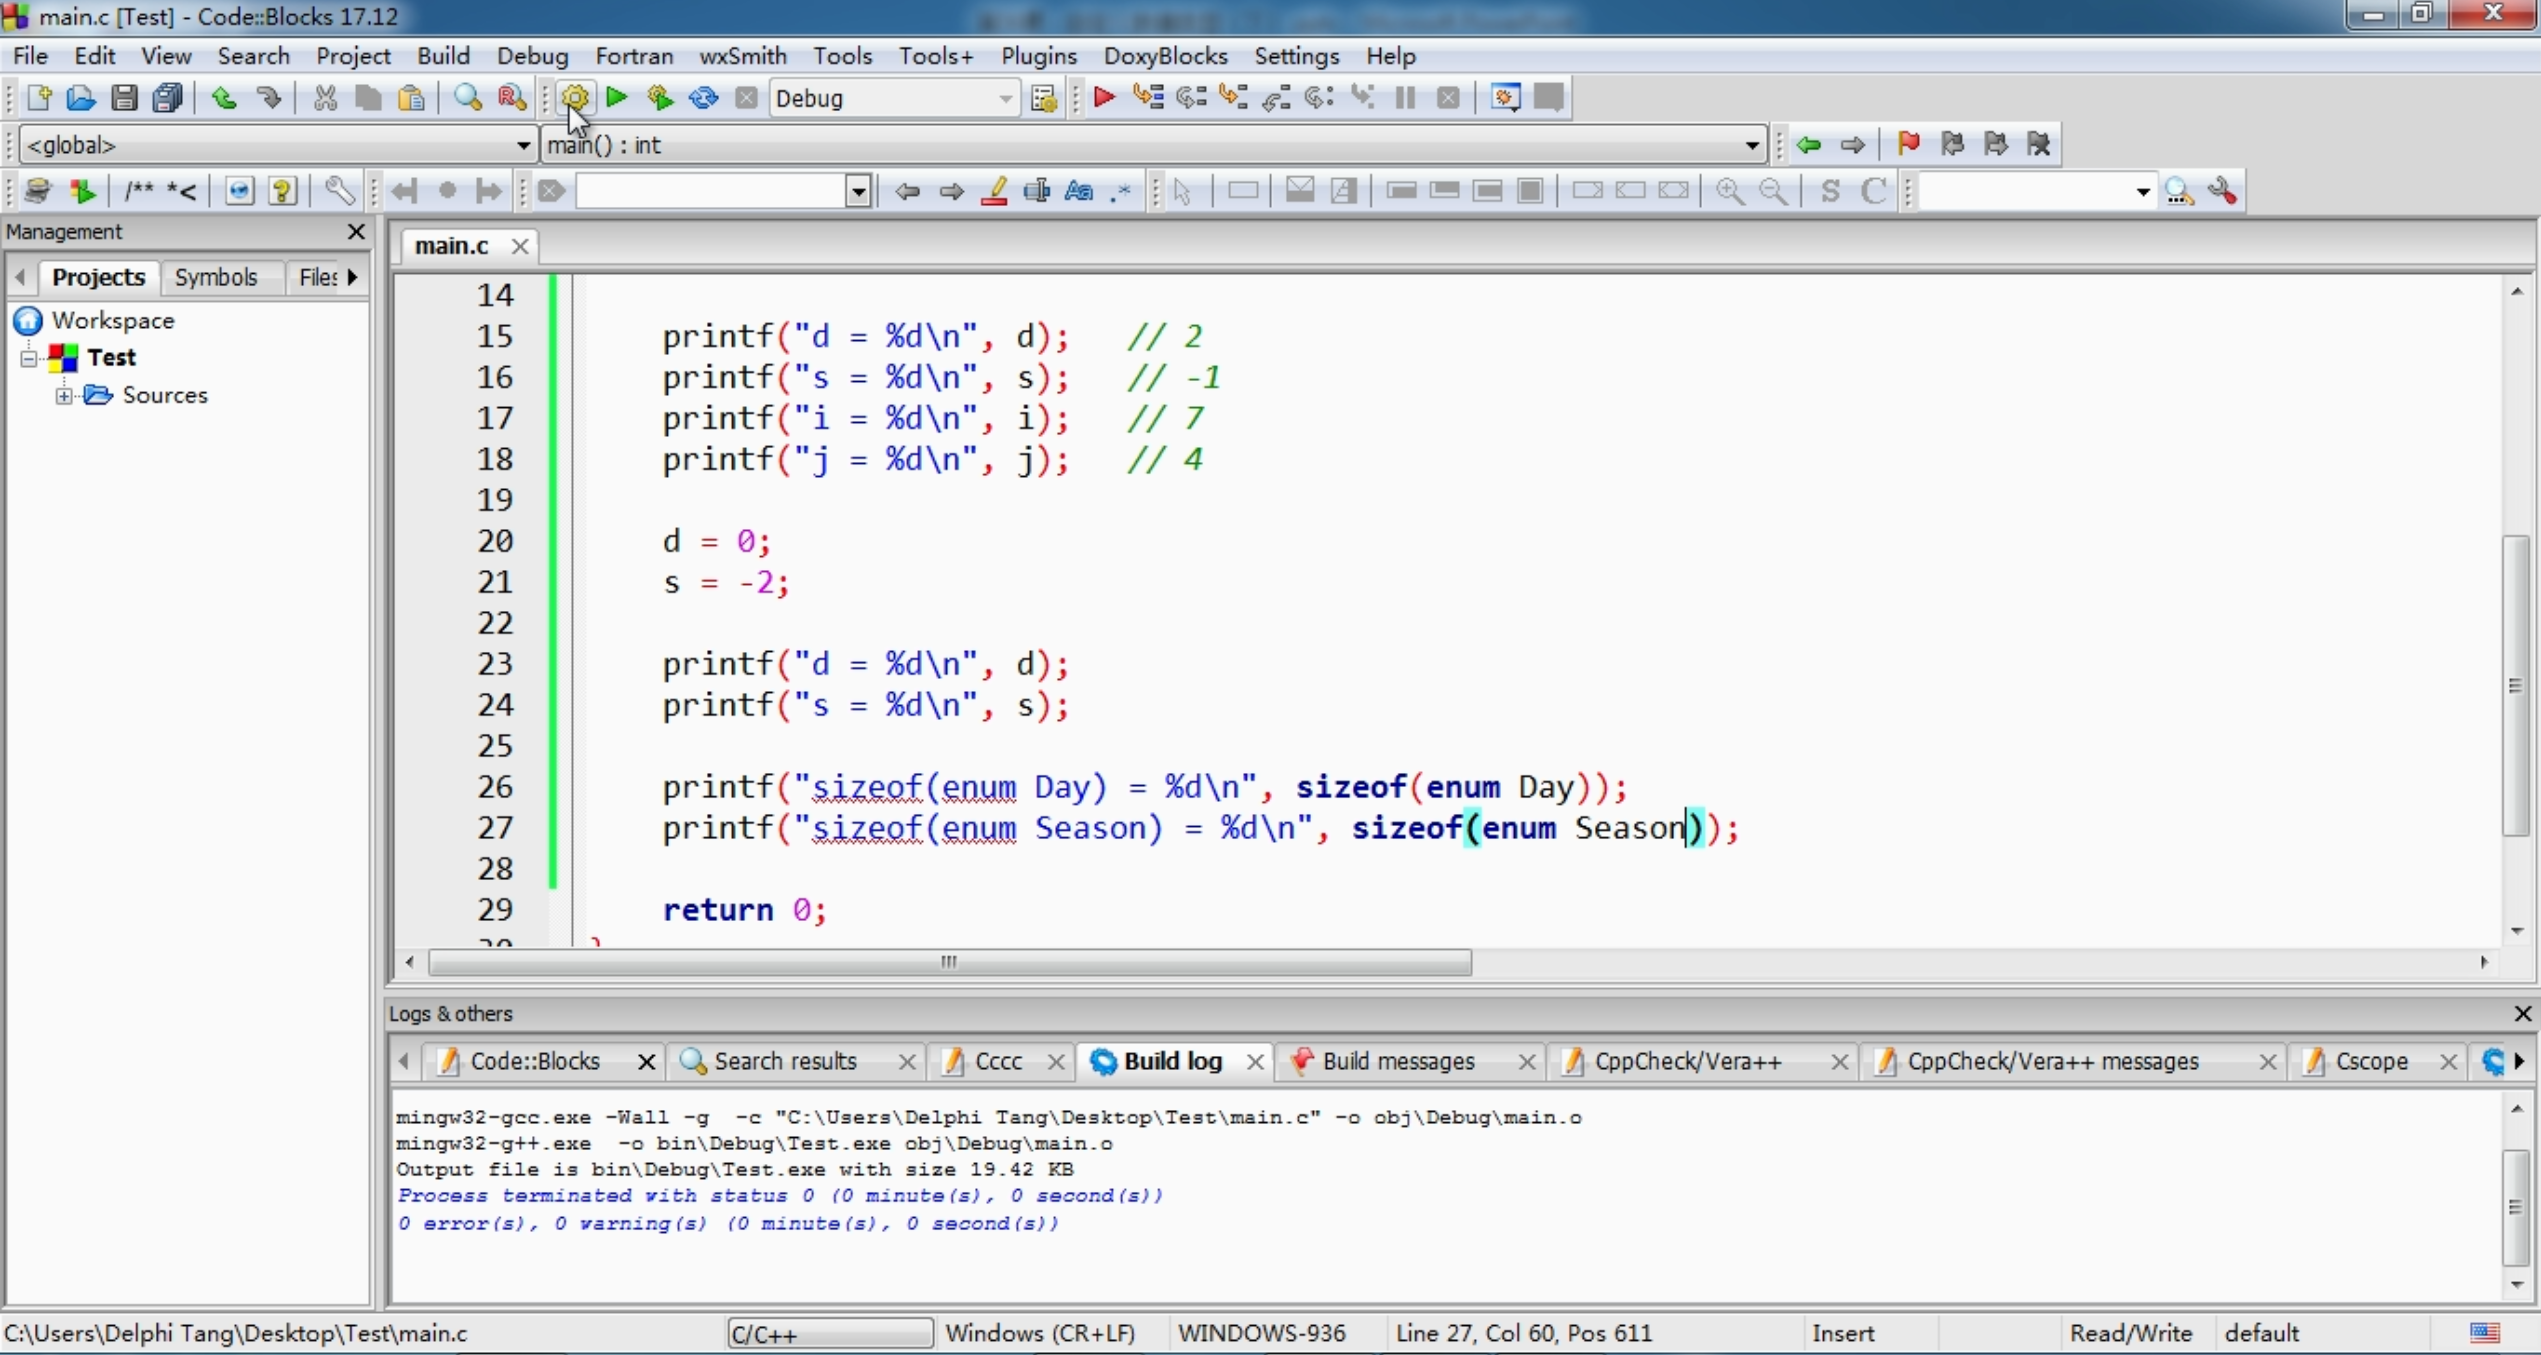 main.c [Test] - Code::Blocks 17.12
File Edit View Search Project Build Debug Fortran wxSmith Tools Tools+ Plugins DoxyBlocks Settings Help
Debug
<global> main() : int
/** *< Aa .* S C
Management
Projects Symbols Files
Workspace
Test
Sources
main.c
14
15 printf("d = %d\n", d); // 2
16 printf("s = %d\n", s); // -1
17 printf("i = %d\n", i); // 7
18 printf("j = %d\n", j); // 4
19
20 d = 0;
21 s = -2;
22
23 printf("d = %d\n", d);
24 printf("s = %d\n", s);
25
26 printf("sizeof(enum Day) = %d\n", sizeof(enum Day));
27 printf("sizeof(enum Season) = %d\n", sizeof(enum Season));
28
29 return 0;
30 }
Logs & others
Code::Blocks Search results Cccc Build log Build messages CppCheck/Vera++ CppCheck/Vera++ messages Cscope
mingw32-gcc.exe -Wall -g -c "C:\Users\Delphi Tang\Desktop\Test\main.c" -o obj\Debug\main.o
mingw32-g++.exe -o bin\Debug\Test.exe obj\Debug\main.o
Output file is bin\Debug\Test.exe with size 19.42 KB
Process terminated with status 0 (0 minute(s), 0 second(s))
0 error(s), 0 warning(s) (0 minute(s), 0 second(s))
C:\Users\Delphi Tang\Desktop\Test\main.c C/C++ Windows (CR+LF) WINDOWS-936 Line 27, Col 60, Pos 611 Insert Read/Write default